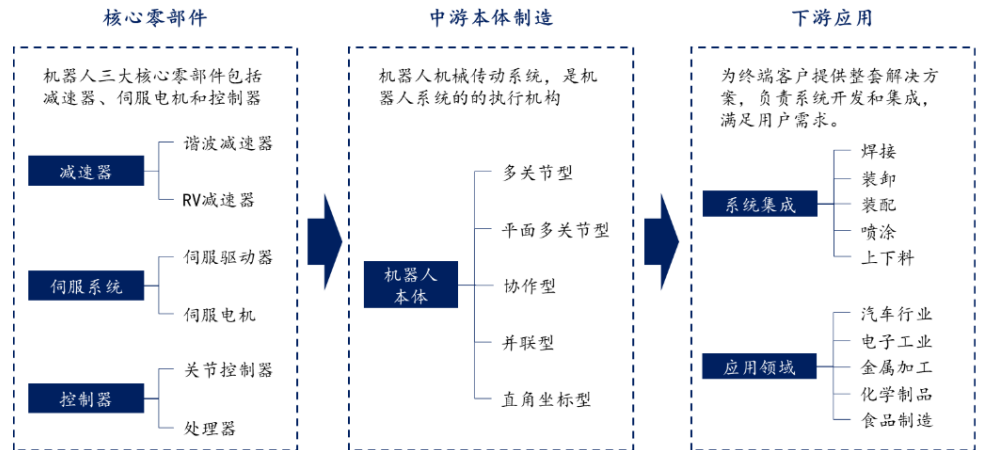 核心零部件
机器人三大核心零部件包括
减速器、伺服电机和控制器
减速器
谐波减速器
RV减速器
伺服系统
伺服驱动器
伺服电机
控制器
关节控制器
处理器
中游本体制造
机器人机械传动系统，是机
器人系统的的执行机构
机器人
本体
多关节型
平面多关节型
协作型
并联型
直角坐标型
下游应用
为终端客户提供整套解决方
案，负责系统开发和集成，
满足用户需求。
系统集成
焊接
装卸
装配
喷涂
上下料
应用领域
汽车行业
电子工业
金属加工
化学制品
食品制造